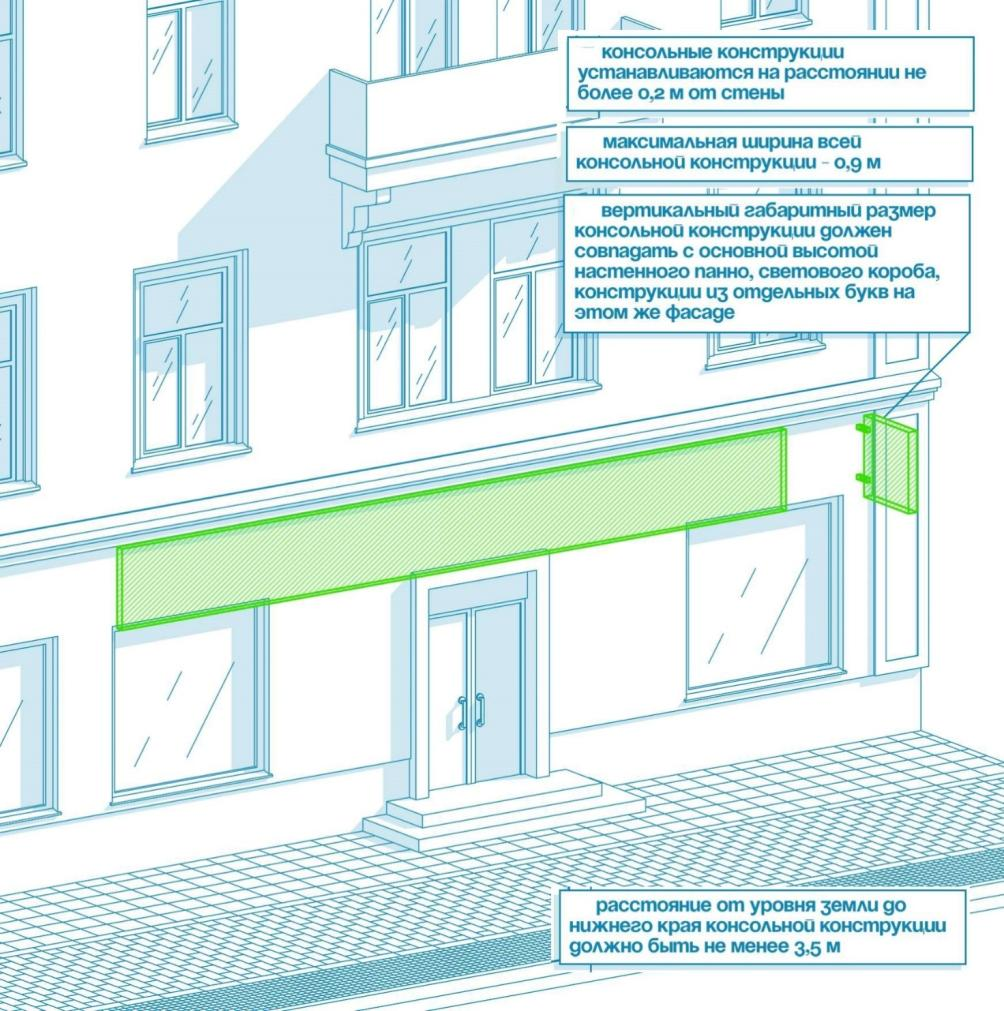 консольные конструкции
устанавливаются на расстоянии не
более 0,2 м от стены
максимальная ширина всей
консольной конструкции - 0,9 м
вертикальный габаритный размер
консольной конструкции должен
совпадать с основной высотой
настенного панно, светового короба,
конструкции из отдельных букв на
этом же фасаде
расстояние от уровня земли до
нижнего края консольной конструкции
должно быть не менее 3,5 м